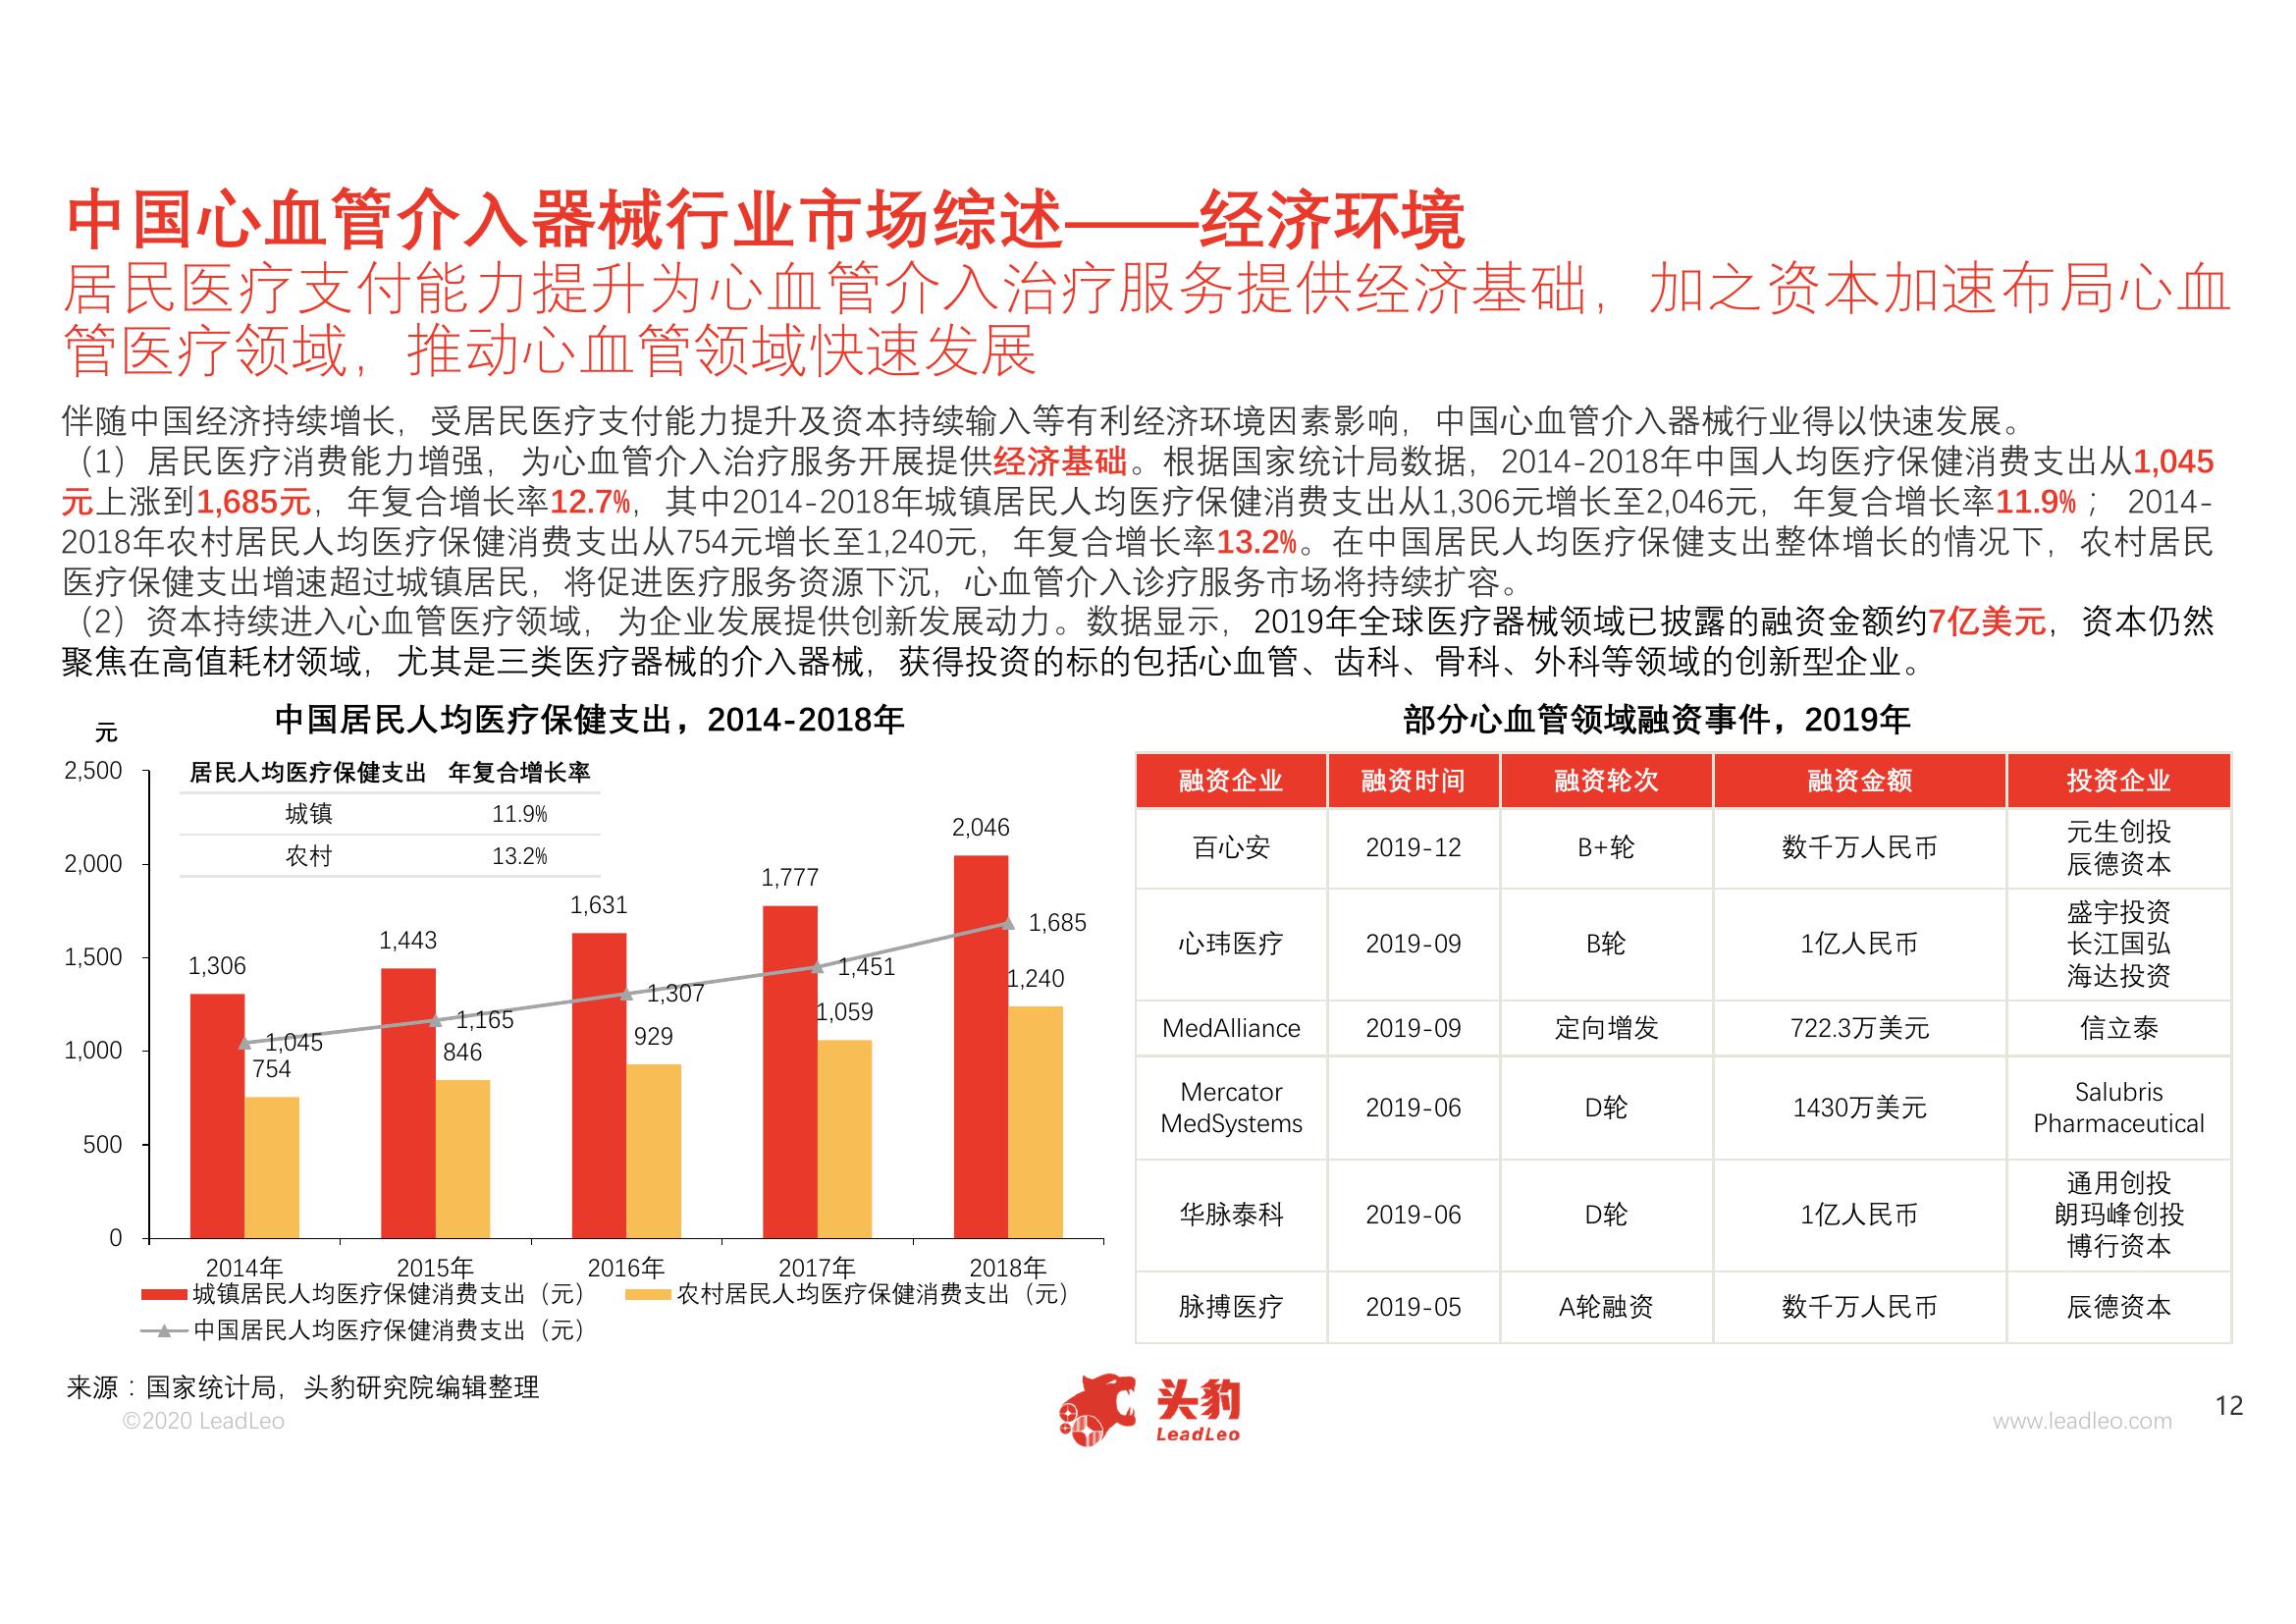 中国心血管介入器械行业市场综述——经济环境
居民医疗支付能力提升为心血管介入治疗服务提供经济基础，加之资本加速布局心血
管医疗领域，推动心血管领域快速发展
伴随中国经济持续增长，受居民医疗支付能力提升及资本持续输入等有利经济环境因素影响，中国心血管介入器械行业得以快速发展。
（1）居民医疗消费能力增强，为心血管介入治疗服务开展提供经济基础。根据国家统计局数据，2014-2018年中国人均医疗保健消费支出从1,045
元上涨到1,685元，年复合增长率12.7%，其中2014-2018年城镇居民人均医疗保健消费支出从1,306元增长至2,046元，年复合增长率11.9%；2014-
2018年农村居民人均医疗保健消费支出从754元增长至1,240元，年复合增长率13.2%。在中国居民人均医疗保健支出整体增长的情况下，农村居民
医疗保健支出增速超过城镇居民，将促进医疗服务资源下沉，心血管介入诊疗服务市场将持续扩容。
（2）资本持续进入心血管医疗领域，为企业发展提供创新发展动力。数据显示，2019年全球医疗器械领域已披露的融资金额约7亿美元，资本仍然
聚焦在高值耗材领域，尤其是三类医疗器械的介入器械，获得投资的标的包括心血管、齿科、骨科、外科等领域的创新型企业。
中国居民人均医疗保健支出，2014-2018年
元
居民人均医疗保健支出 年复合增长率
城镇 11.9%
农村 13.2%
2,500
2,000
1,500
1,000
500
0
1,306
1,443
1,631
1,777
2,046
1,045
1,165
1,307
1,451
1,685
754
846
929
1,059
1,240
2014年 2015年 2016年 2017年 2018年
城镇居民人均医疗保健消费支出（元） 农村居民人均医疗保健消费支出（元）
中国居民人均医疗保健消费支出（元）
部分心血管领域融资事件，2019年
融资企业 融资时间 融资轮次 融资金额 投资企业
百心安 2019-12 B+轮 数千万人民币 元生创投
辰德资本
心玮医疗 2019-09 B轮 1亿人民币 盛宇投资
长江国弘
海达投资
MedAlliance 2019-09 定向增发 722.3万美元 信立泰
Mercator
MedSystems 2019-06 D轮 1430万美元 Salubris
Pharmaceutical
华脉泰科 2019-06 D轮 1亿人民币 通用创投
朗玛峰创投
博行资本
脉搏医疗 2019-05 A轮融资 数千万人民币 辰德资本
来源：国家统计局，头豹研究院编辑整理
©2020 LeadLeo
头豹
LeadLeo
www.leadleo.com
12